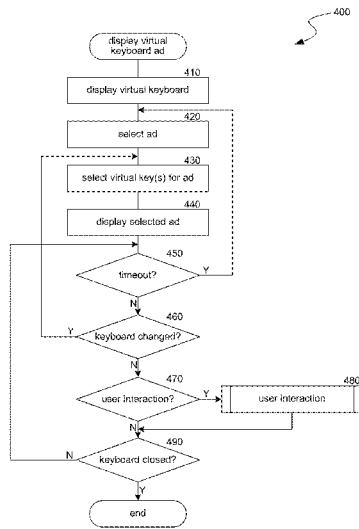 400
display virtual
keyboard ad
410
display virtual keyboard
420
select ad
430
select virtual key(s) for ad
440
display selected ad
450
timeout?
Y
N
460
keyboard changed?
Y
N
470
user interaction?
Y
480
user interaction
N
490
keyboard closed?
N
Y
end